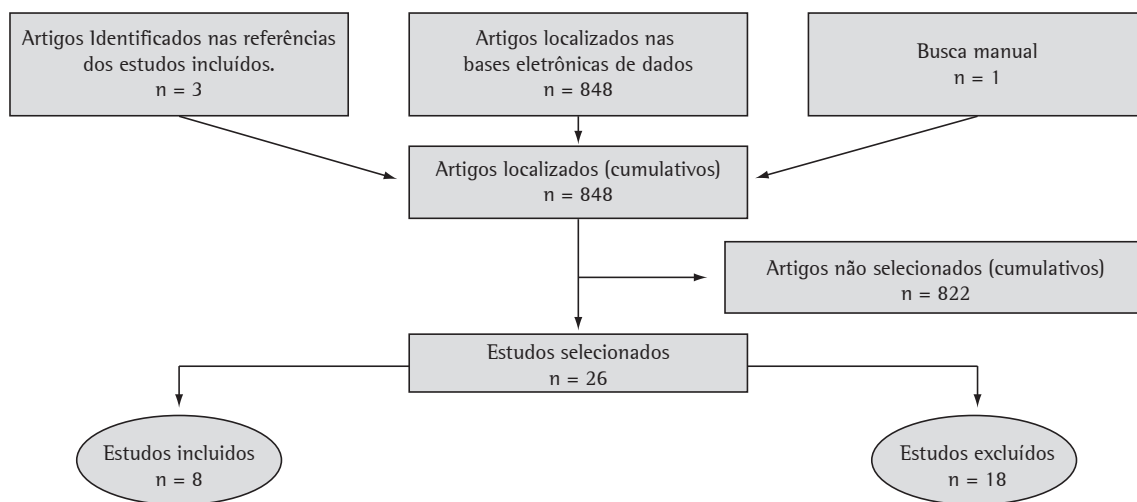 Artigos Identificados nas referências
dos estudos incluídos.
n = 3
Artigos localizados nas
bases eletrônicas de dados
n = 848
Busca manual
n = 1
Artigos localizados (cumulativos)
n = 848
Artigos não selecionados (cumulativos)
n = 822
Estudos selecionados
n = 26
Estudos incluidos
n = 8
Estudos excluídos
n = 18